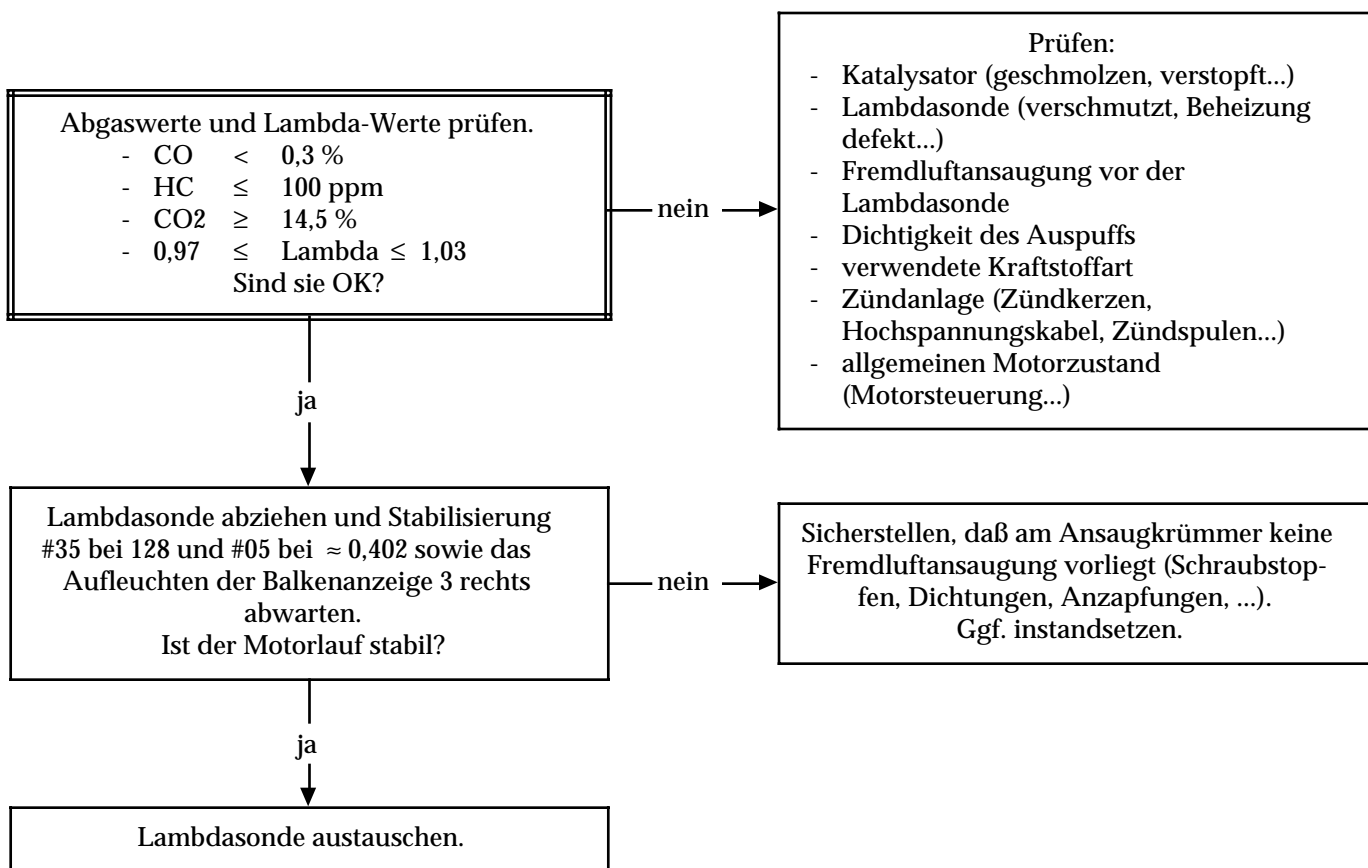 Abgaswerte und Lambda-Werte prüfen.
- CO < 0,3 %
- HC ≤ 100 ppm
- CO2 ≥ 14,5 %
- 0,97 ≤ Lambda ≤ 1,03
Sind sie OK?
nein
Prüfen:
- Katalysator (geschmolzen, verstopft...)
- Lambdasonde (verschmutzt, Beheizung
defekt...)
- Fremdluftansaugung vor der
Lambdasonde
- Dichtigkeit des Auspuffs
- verwendete Kraftstoffart
- Zündanlage (Zündkerzen,
Hochspannungskabel, Zündspulen...)
- allgemeinen Motorzustand
(Motorsteuerung...)
ja
Lambdasonde abziehen und Stabilisierung
#35 bei 128 und #05 bei ≈ 0,402 sowie das
Aufleuchten der Balkenanzeige 3 rechts
abwarten.
Ist der Motorlauf stabil?
nein
Sicherstellen, daß am Ansaugkrümmer keine
Fremdluftansaugung vorliegt (Schraubstop-
fen, Dichtungen, Anzapfungen, ...).
Ggf. instandsetzen.
ja
Lambdasonde austauschen.